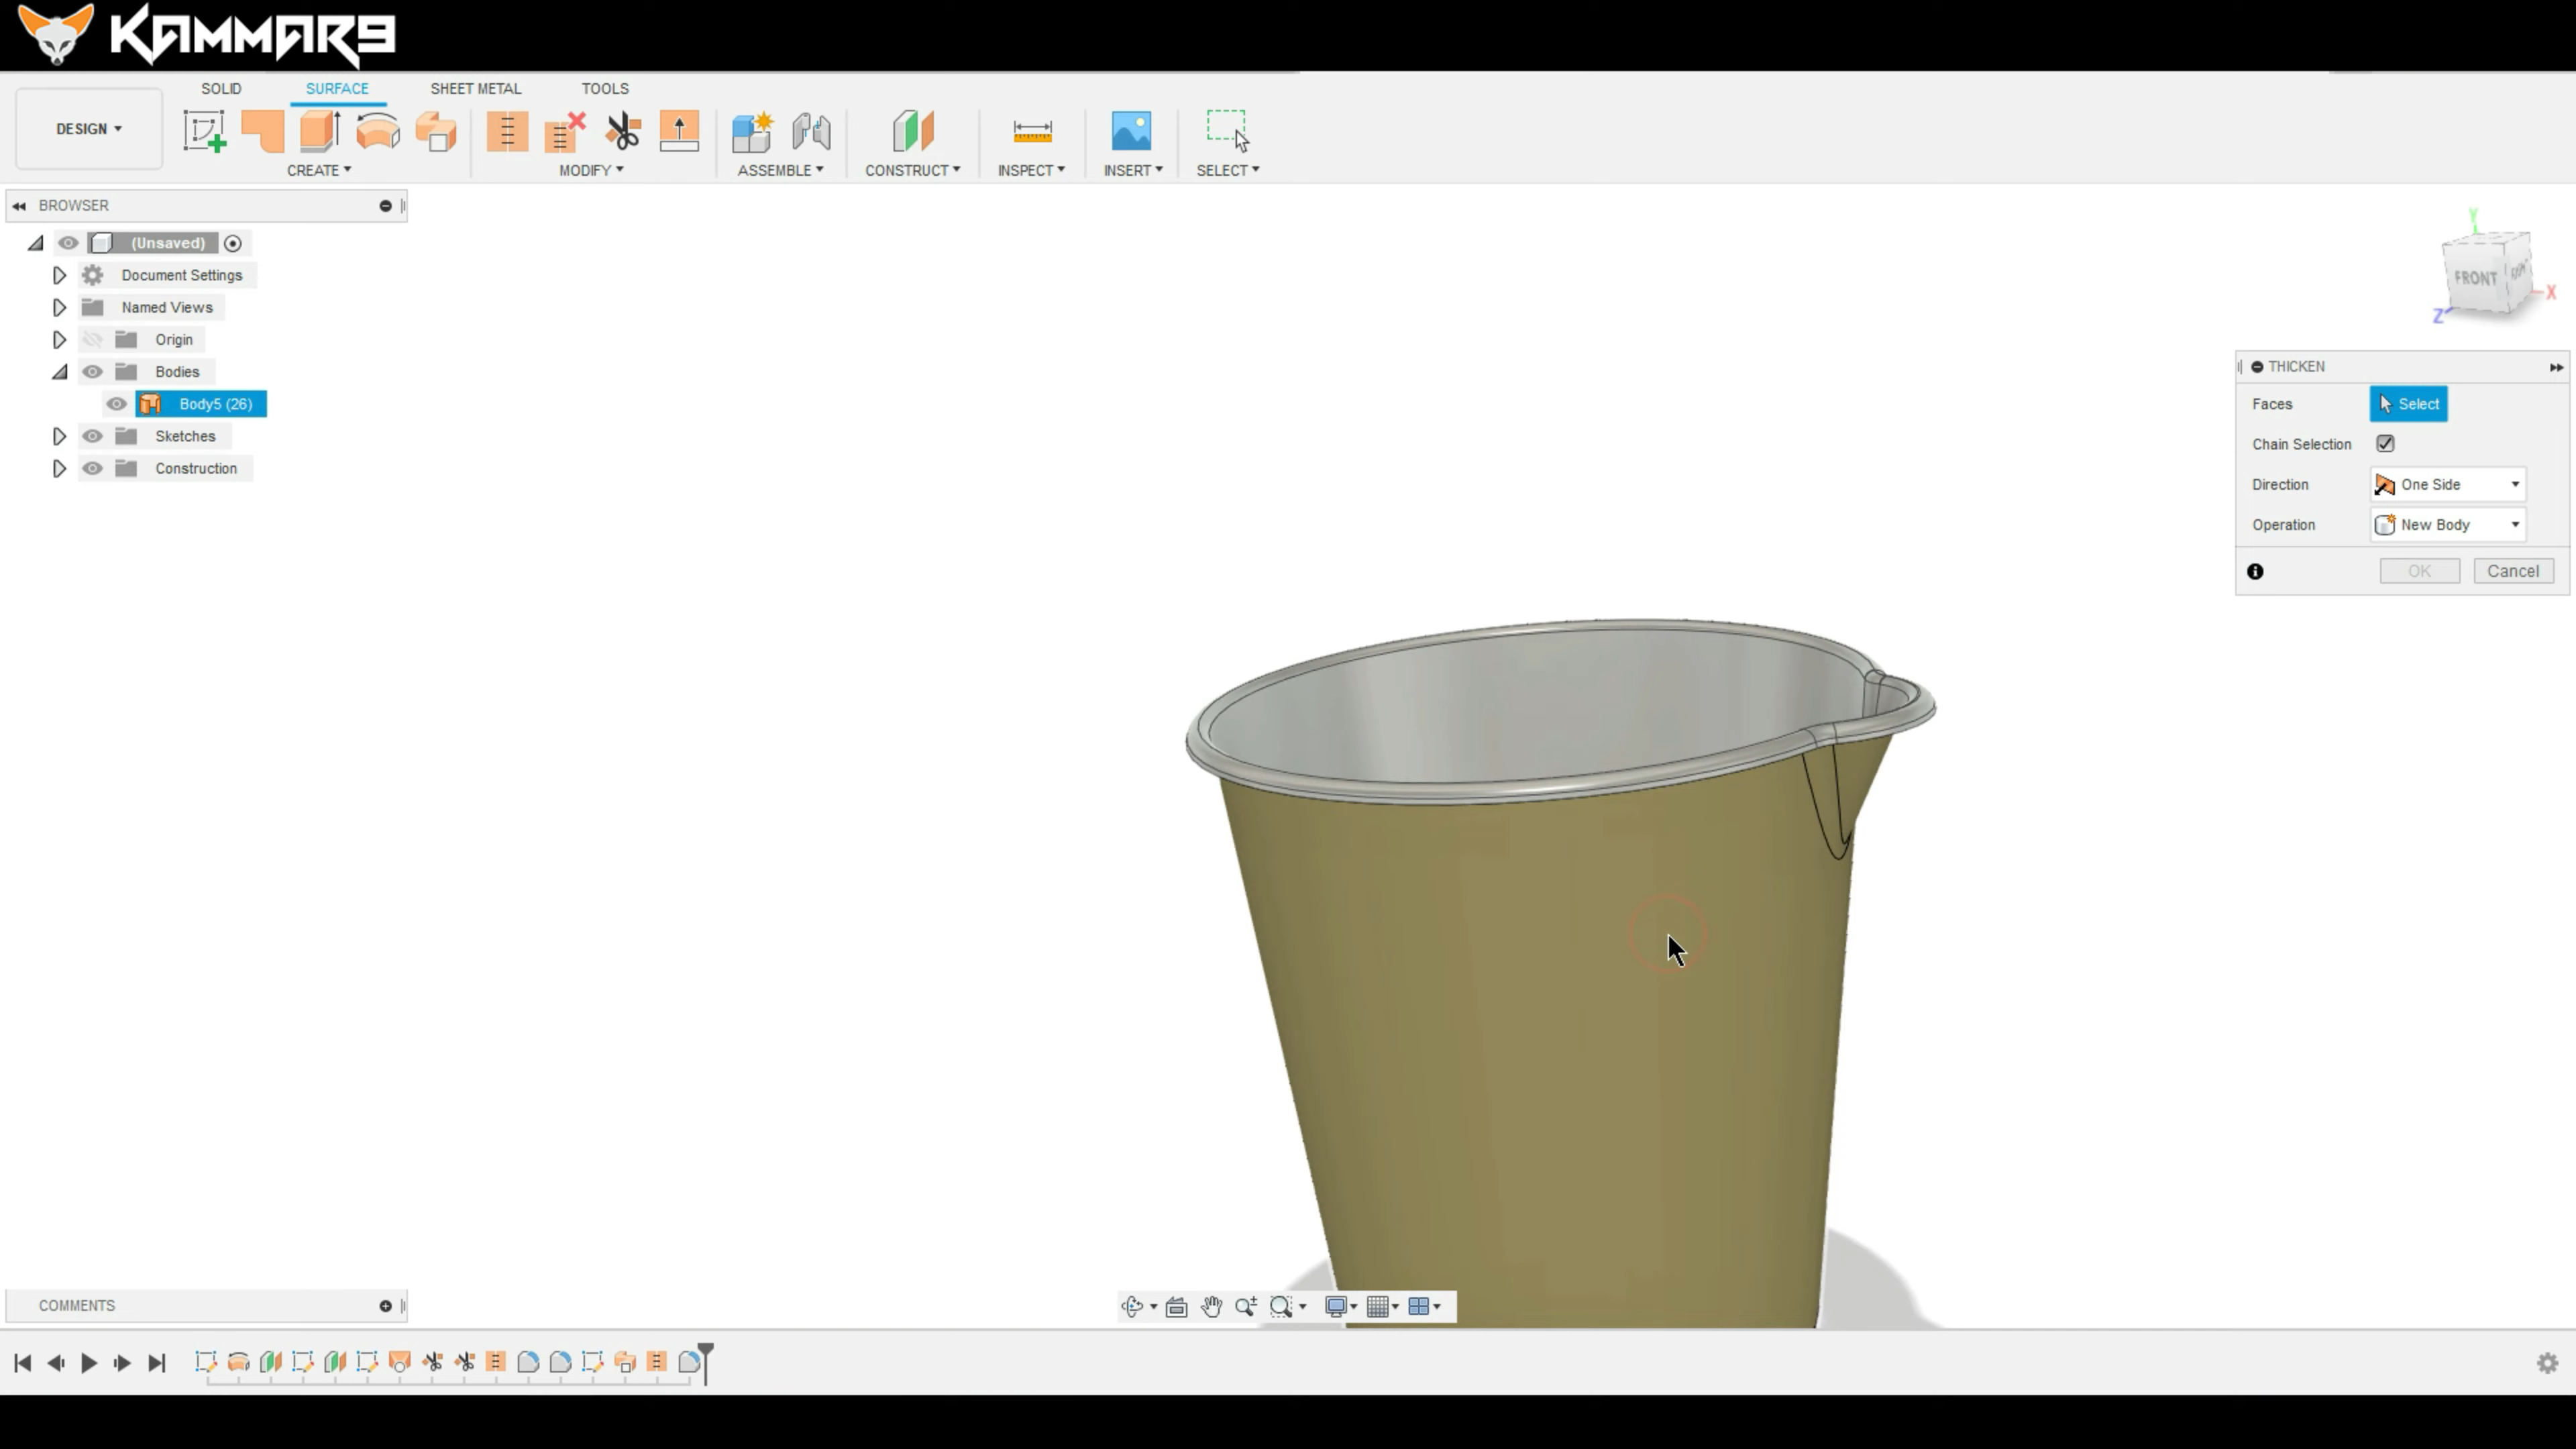 KAMMAR9
SOLID
SURFACE
SHEET METAL
TOOLS
DESIGN
CREATE
MODIFY
ASSEMBLE
CONSTRUCT
INSPECT
INSERT
SELECT
BROWSER
(Unsaved)
Document Settings
Named Views
Origin
Bodies
Body5 (26)
Sketches
Construction
Y
FRONT
X
Z
THICKEN
Faces
Select
Chain Selection
Direction
One Side
Operation
New Body
OK
Cancel
COMMENTS